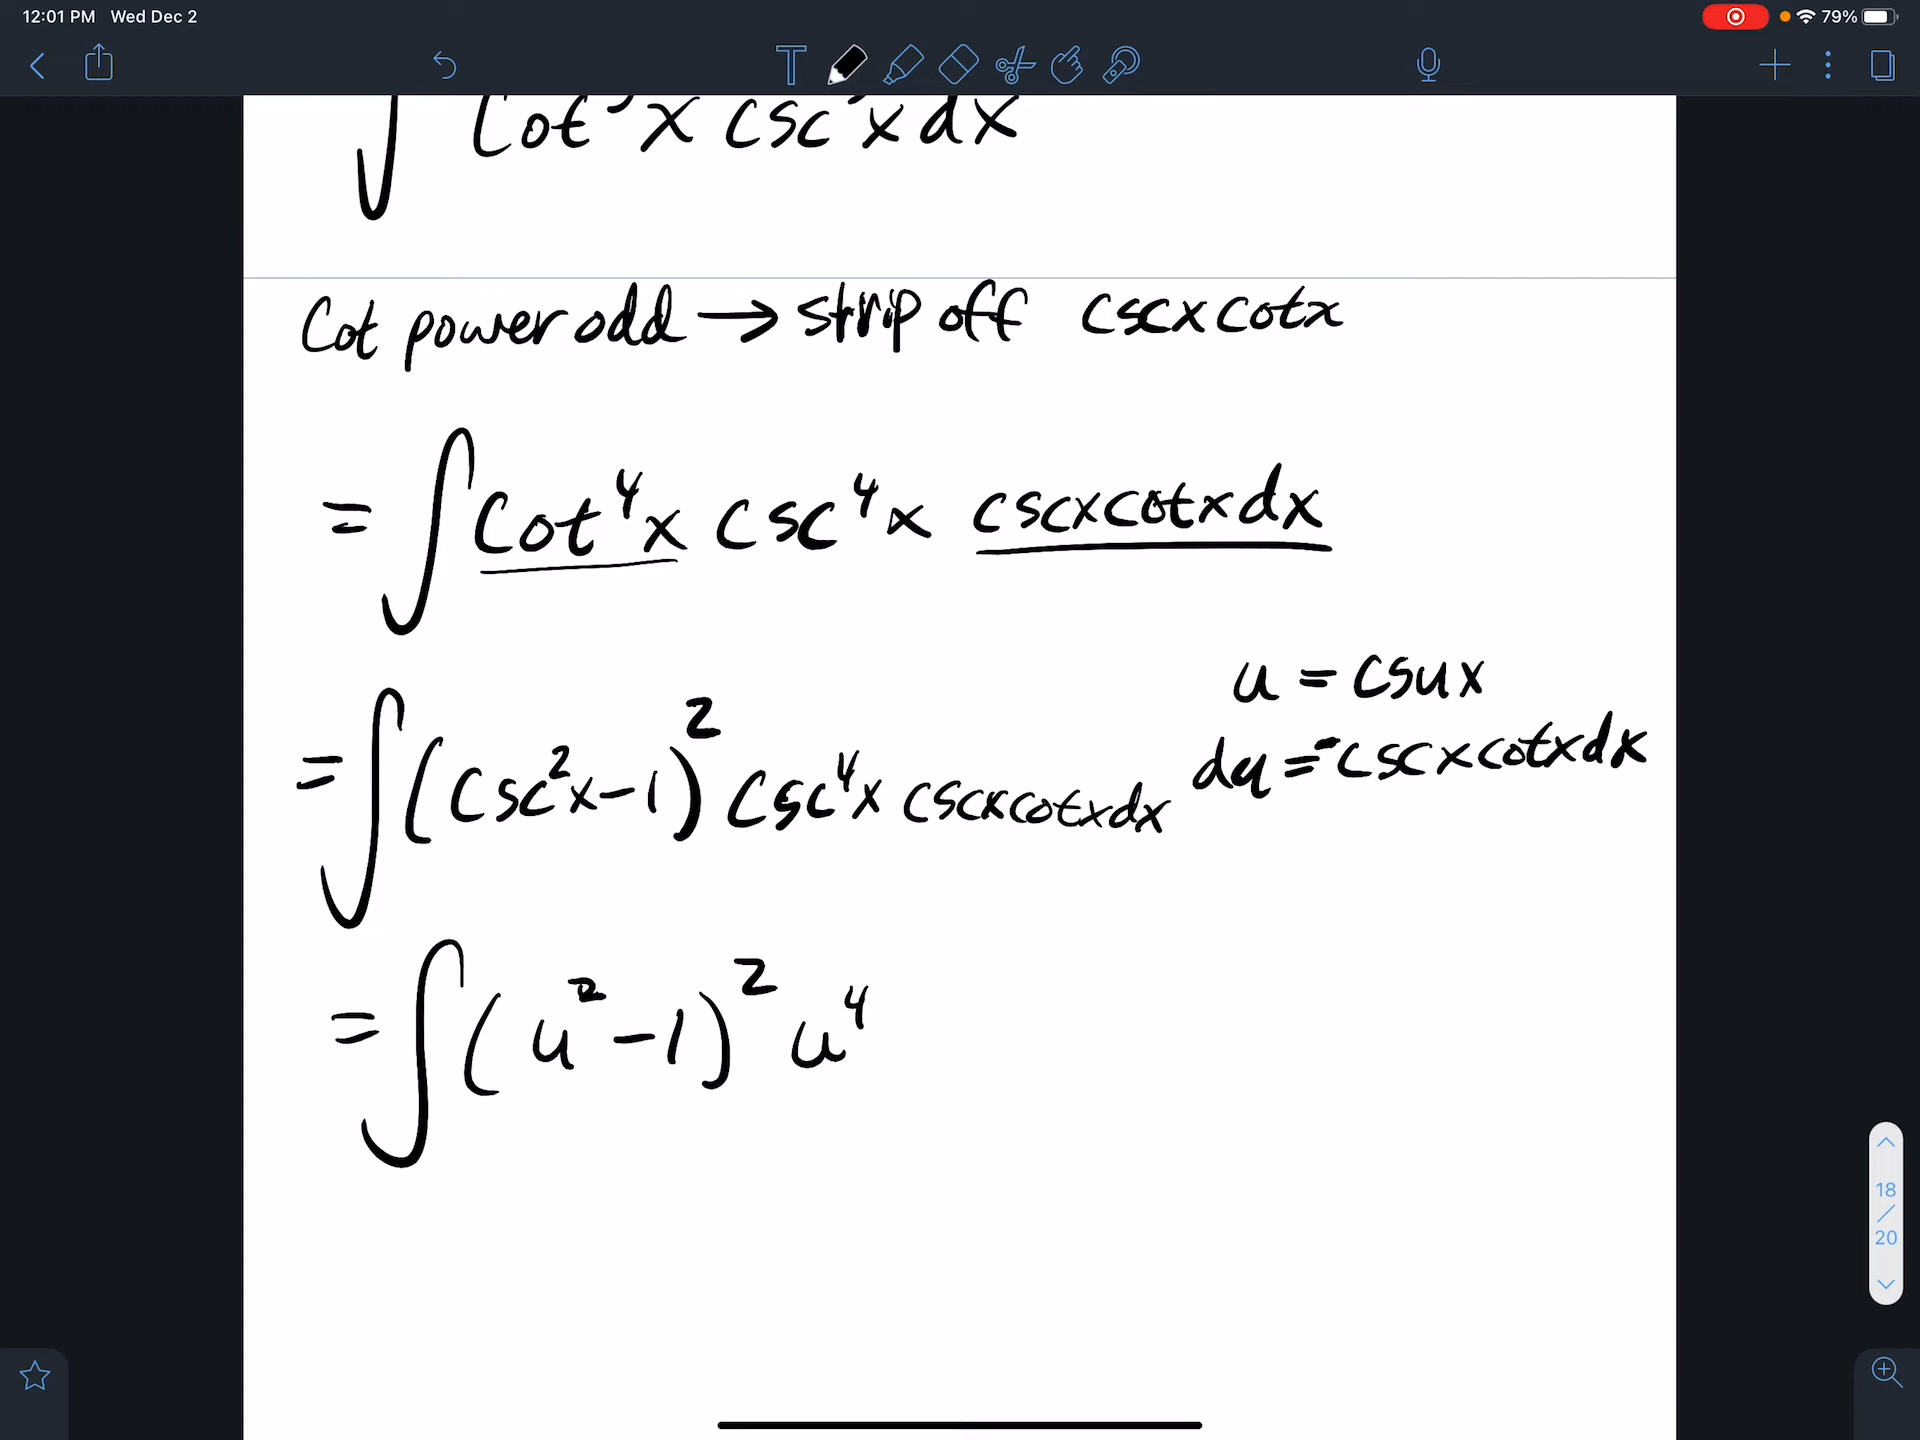 12:01 PM Wed Dec 2
79%
T
∫ cot⁵x csc⁵x dx
Cot power odd → strip off cscx cotx
= ∫ cot⁴x csc⁴x cscxcotxdx
u = cscx
du = -cscxcotxdx
= ∫ (csc²x-1)² csc⁴x cscxcotxdx
= ∫ (u²-1)² u⁴
18
/
20